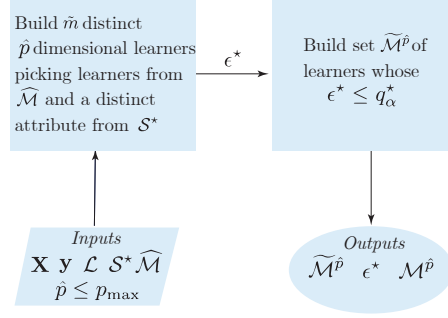 Build m̃ distinct
p̂ dimensional learners
picking learners from
ℳ̂ and a distinct
attribute from 𝒮⋆
ϵ⋆
Build set ℳ̃^p̂ of
learners whose
ϵ⋆ ≤ q⋆_α
Inputs
𝐗 𝐲 ℒ 𝒮⋆ ℳ̂
p̂ ≤ p_max
Outputs
ℳ̃^p̂ ϵ⋆ ℳ^p̂